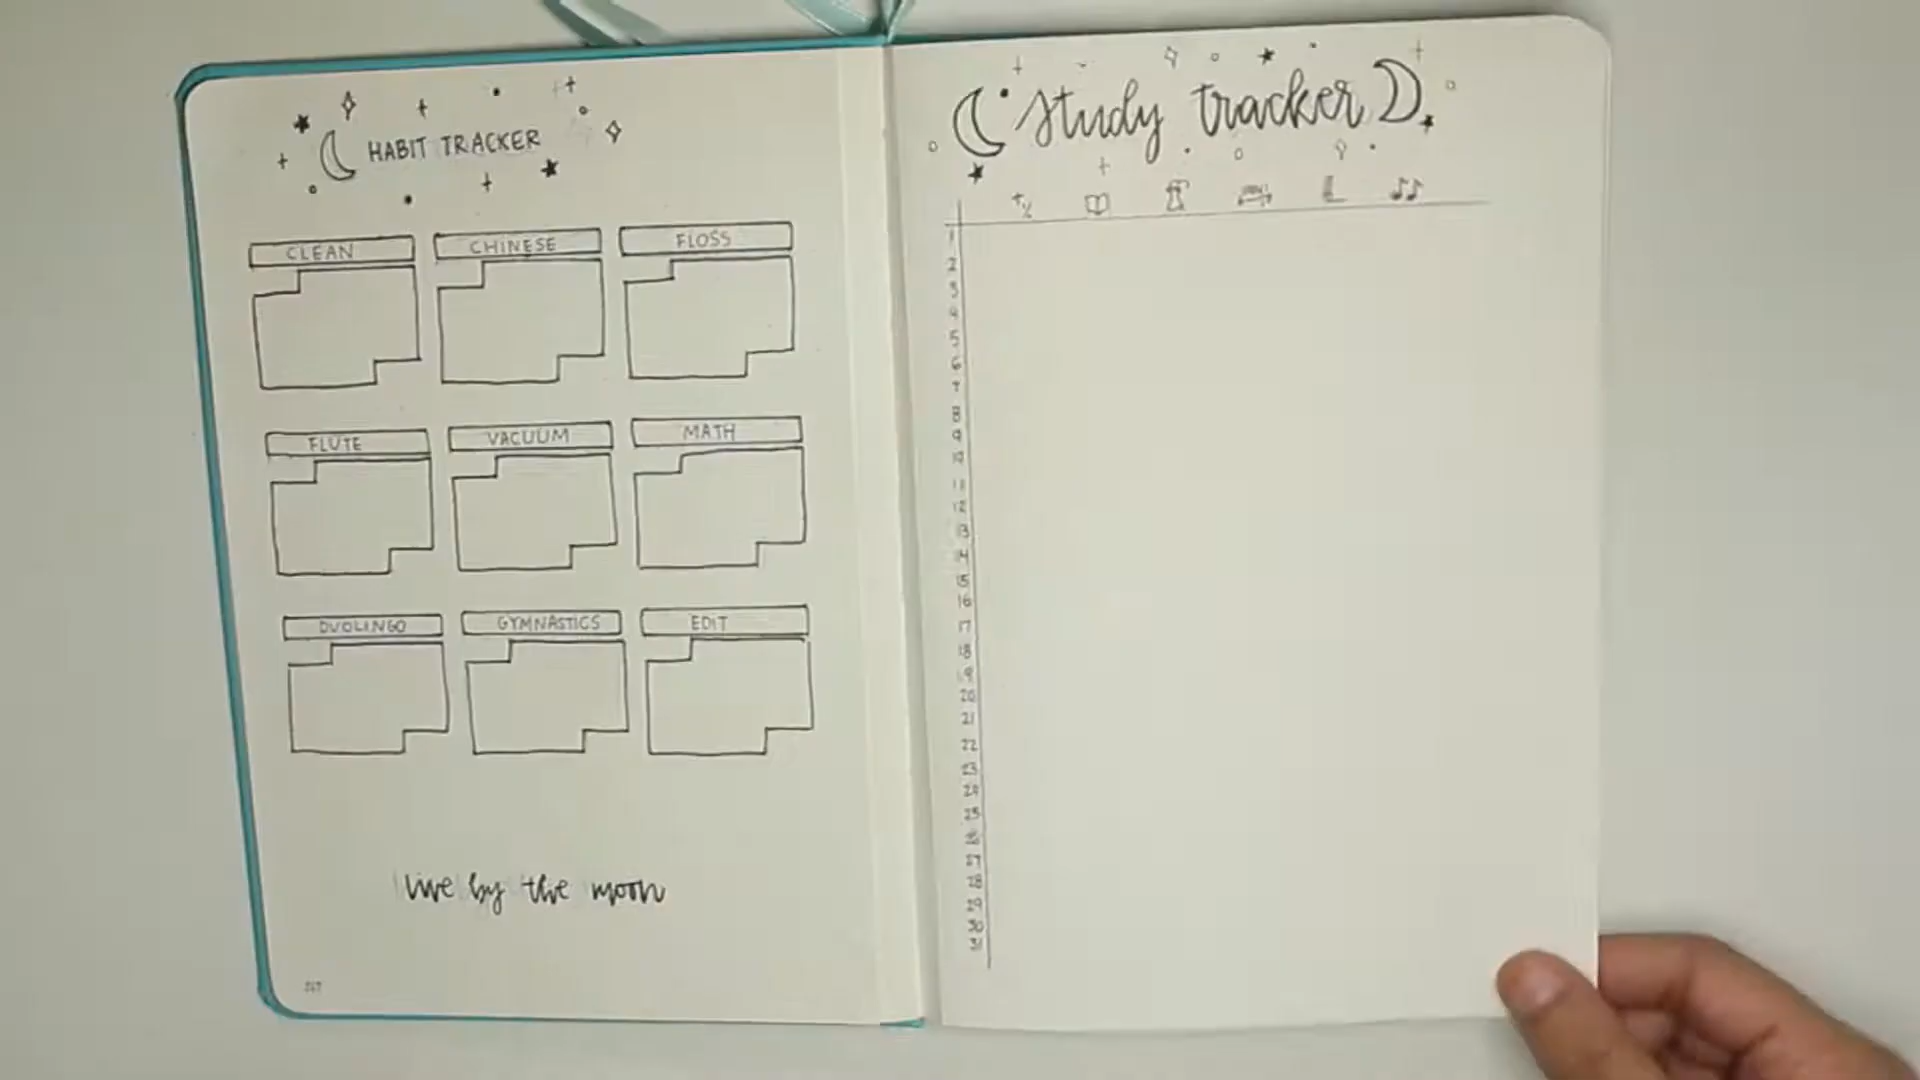 HABIT TRACKER
CLEAN
CHINESE
FLOSS
FLUTE
VACUUM
MATH
DUOLINGO
GYMNASTICS
EDIT
live by the moon
Study tracker
1
2
3
4
5
6
7
8
9
10
11
12
13
14
15
16
17
18
19
20
21
22
23
24
25
26
27
28
29
30
31